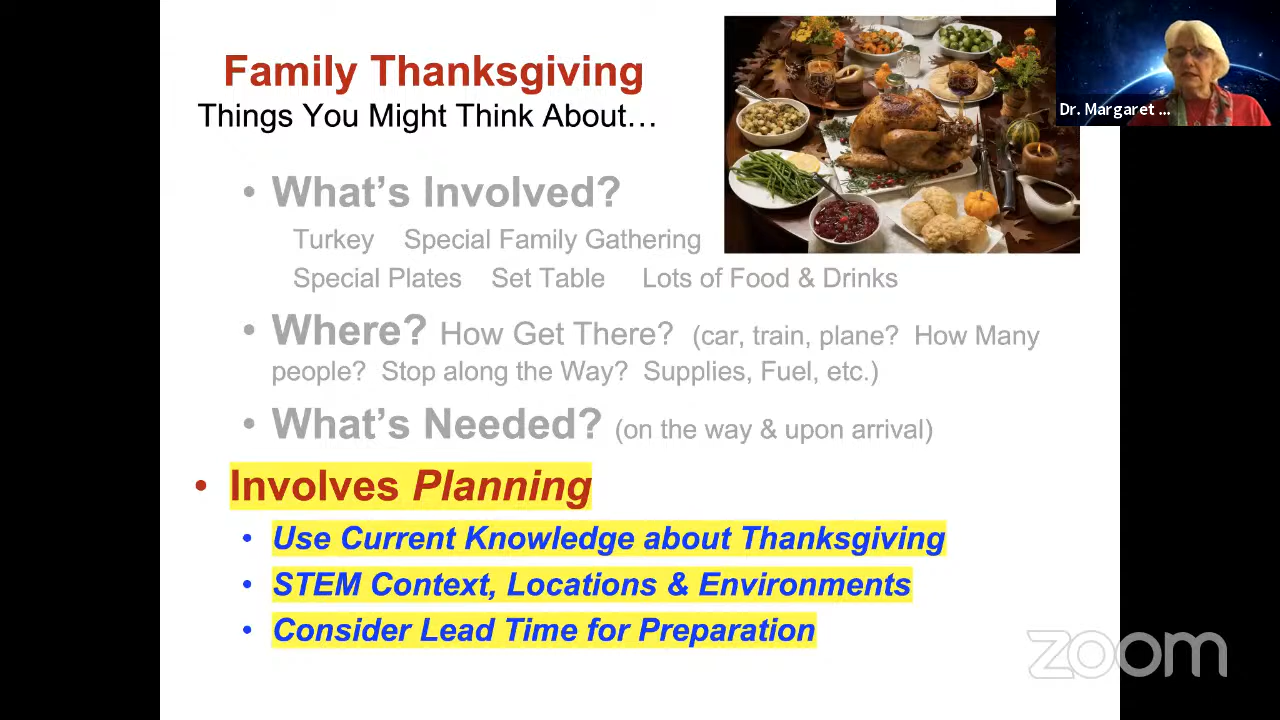 Family Thanksgiving
Things You Might Think About…
Dr. Margaret ...
• What’s Involved?
Turkey Special Family Gathering
Special Plates Set Table Lots of Food & Drinks
• Where? How Get There? (car, train, plane? How Many
people? Stop along the Way? Supplies, Fuel, etc.)
• What’s Needed? (on the way & upon arrival)
• Involves Planning
• Use Current Knowledge about Thanksgiving
• STEM Context, Locations & Environments
• Consider Lead Time for Preparation
zoom